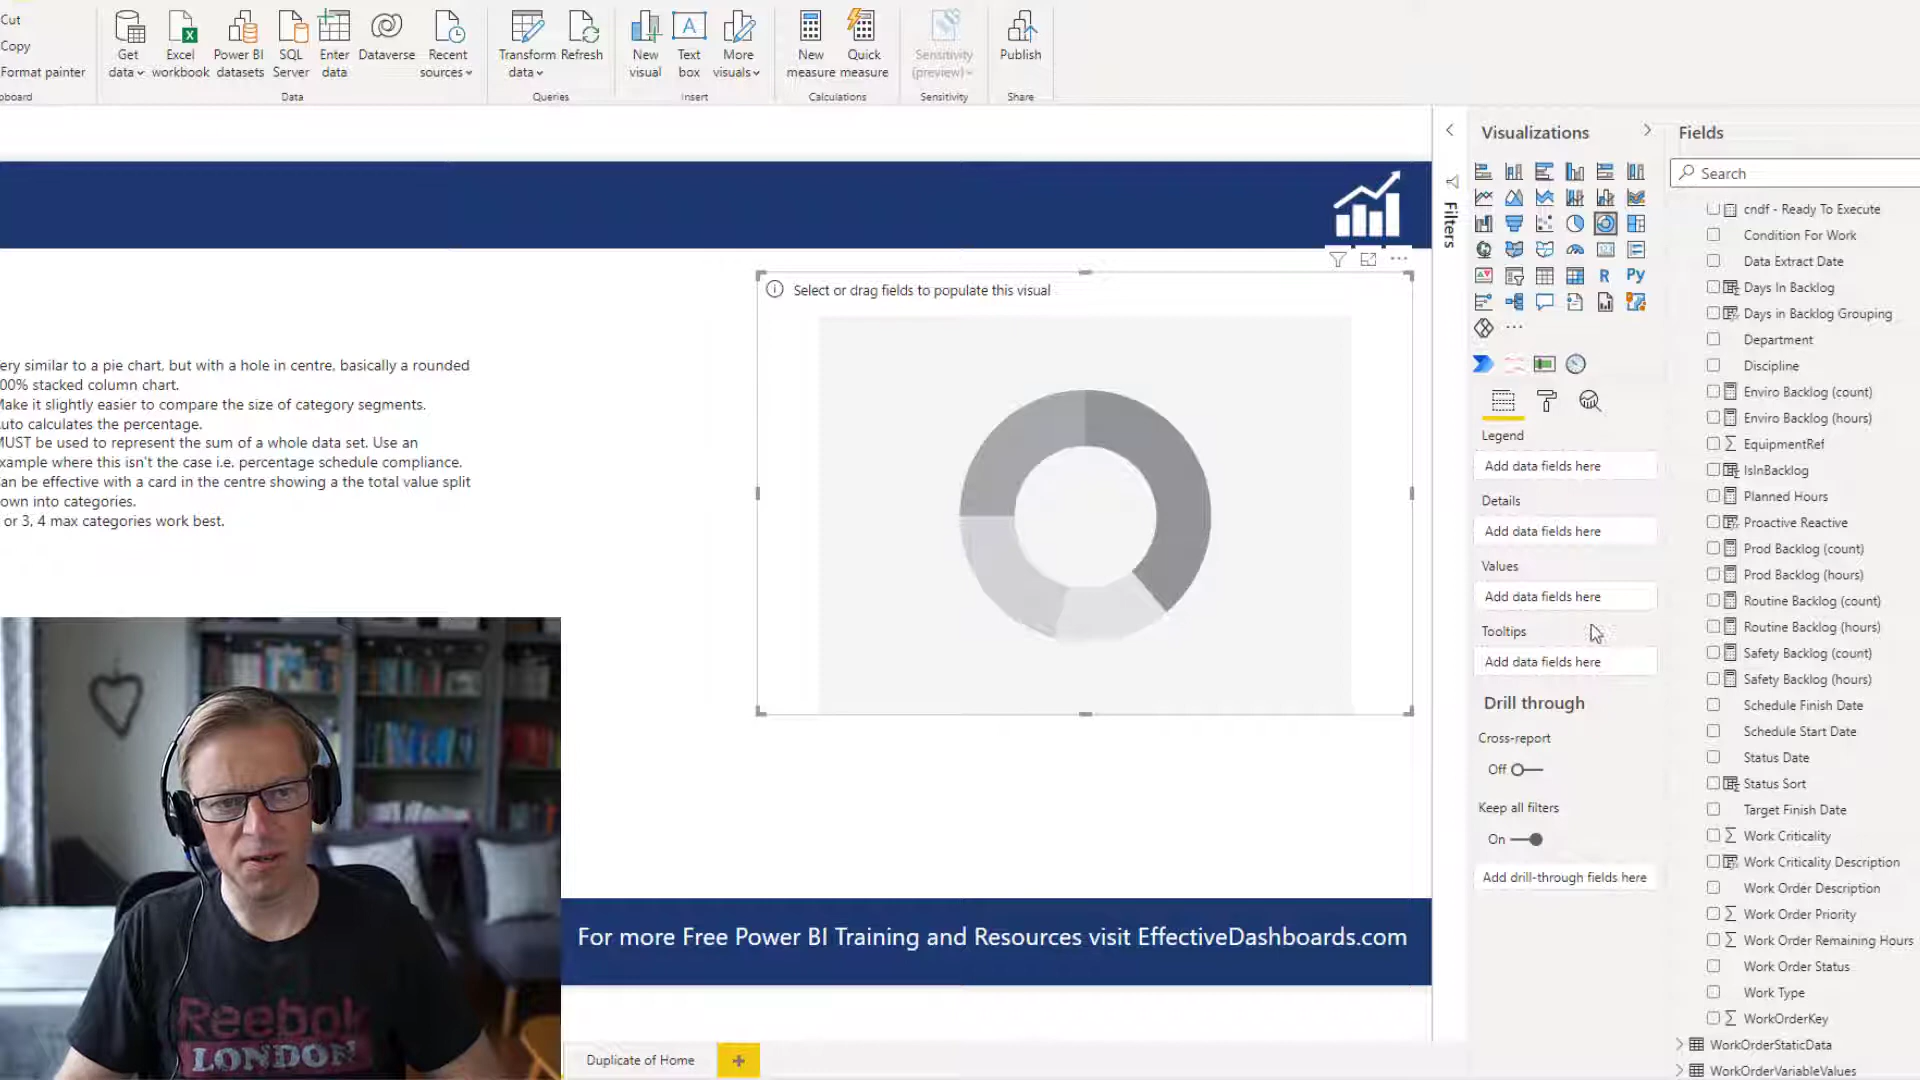 Cut
Copy
Format painter
pboard
Get data
Excel workbook
Power BI datasets
SQL Server
Enter data
Dataverse
Recent sources
Data
Transform data
Refresh
Queries
New visual
Text box
More visuals
Insert
New measure
Quick measure
Calculations
Sensitivity (preview)
Sensitivity
Publish
Share
Filters
Select or drag fields to populate this visual
ery similar to a pie chart, but with a hole in centre, basically a rounded
00% stacked column chart.
Make it slightly easier to compare the size of category segments.
uto calculates the percentage.
MUST be used to represent the sum of a whole data set. Use an
xample where this isn't the case i.e. percentage schedule compliance.
an be effective with a card in the centre showing a the total value split
own into categories.
or 3, 4 max categories work best.
Reebok
LONDON
For more Free Power BI Training and Resources visit EffectiveDashboards.com
Duplicate of Home
+
Visualizations
R
Py
Legend
Add data fields here
Details
Add data fields here
Values
Add data fields here
Tooltips
Add data fields here
Drill through
Cross-report
Off
Keep all filters
On
Add drill-through fields here
Fields
Search
cndf - Ready To Execute
Condition For Work
Data Extract Date
Days In Backlog
Days in Backlog Grouping
Department
Discipline
Enviro Backlog (count)
Enviro Backlog (hours)
EquipmentRef
IsInBacklog
Planned Hours
Proactive Reactive
Prod Backlog (count)
Prod Backlog (hours)
Routine Backlog (count)
Routine Backlog (hours)
Safety Backlog (count)
Safety Backlog (hours)
Schedule Finish Date
Schedule Start Date
Status Date
Status Sort
Target Finish Date
Work Criticality
Work Criticality Description
Work Order Description
Work Order Priority
Work Order Remaining Hours
Work Order Status
Work Type
WorkOrderKey
WorkOrderStaticData
WorkOrderVariableValues